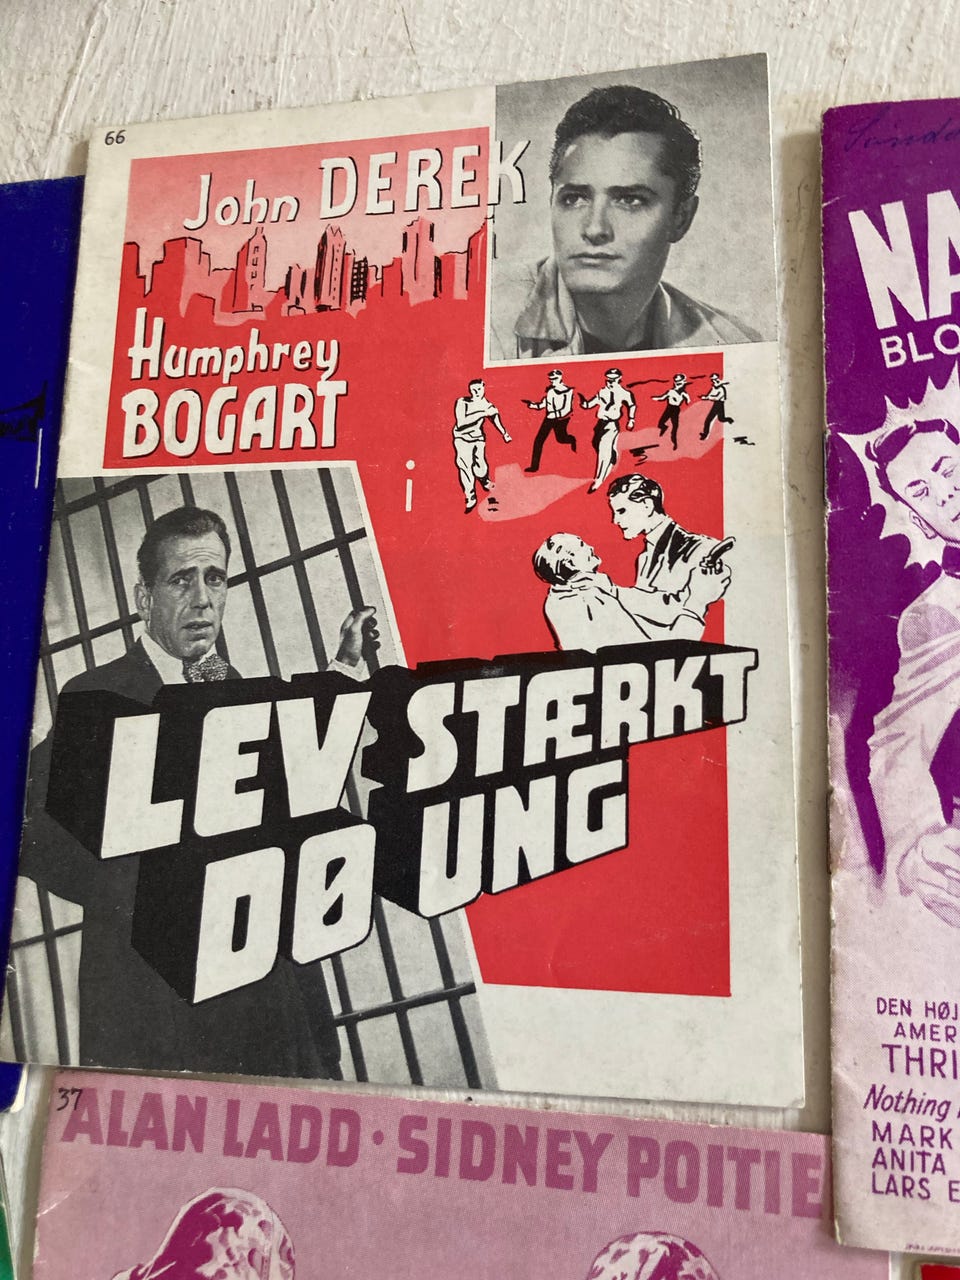 66
John DEREK
Humphrey
BOGART
i
LEV STÆRKT
DØ UNG
37
ALAN LADD · SIDNEY POITIE
NA
BLO
DEN HØJ
AMER
THRI
Nothing
MARK
ANITA
LARS E